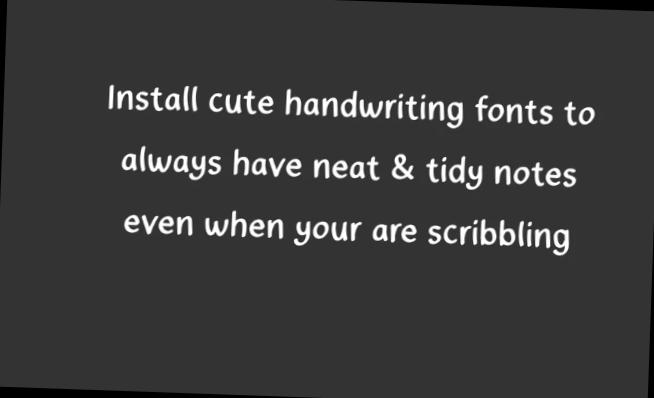 Install cute handwriting fonts to
always have neat & tidy notes
even when your are scribbling